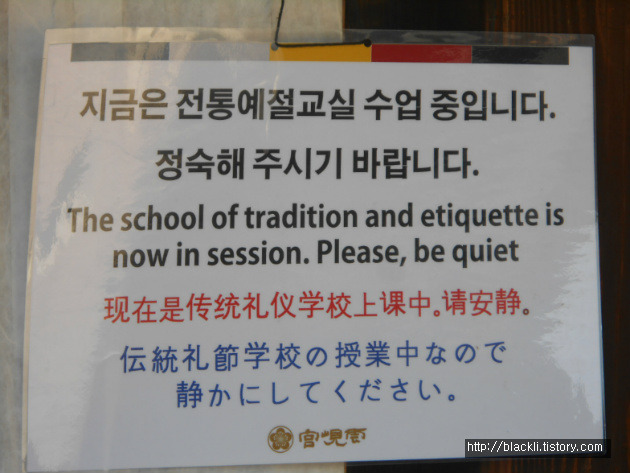 지금은 전통예절교실 수업 중입니다.
정숙해 주시기 바랍니다.
The school of tradition and etiquette is
now in session. Please, be quiet
现在是传统礼仪学校上课中。请安静。
伝統礼節学校の授業中なので
静かにしてください。
http://blackli.tistory.com